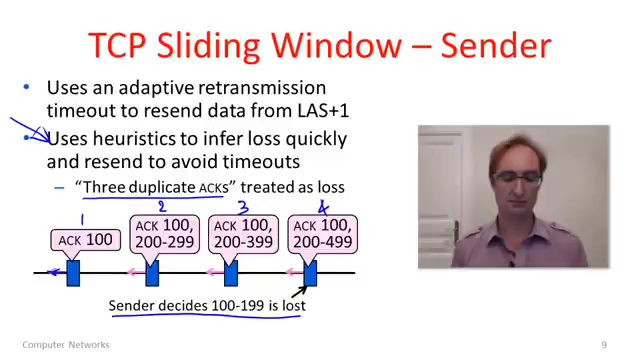 TCP Sliding Window – Sender
• Uses an adaptive retransmission
timeout to resend data from LAS+1
• Uses heuristics to infer loss quickly
and resend to avoid timeouts
– “Three duplicate ACKS” treated as loss
1 2 3 4
ACK 100
ACK 100,
200-299
ACK 100,
200-399
ACK 100,
200-499
Sender decides 100-199 is lost
Computer Networks
9